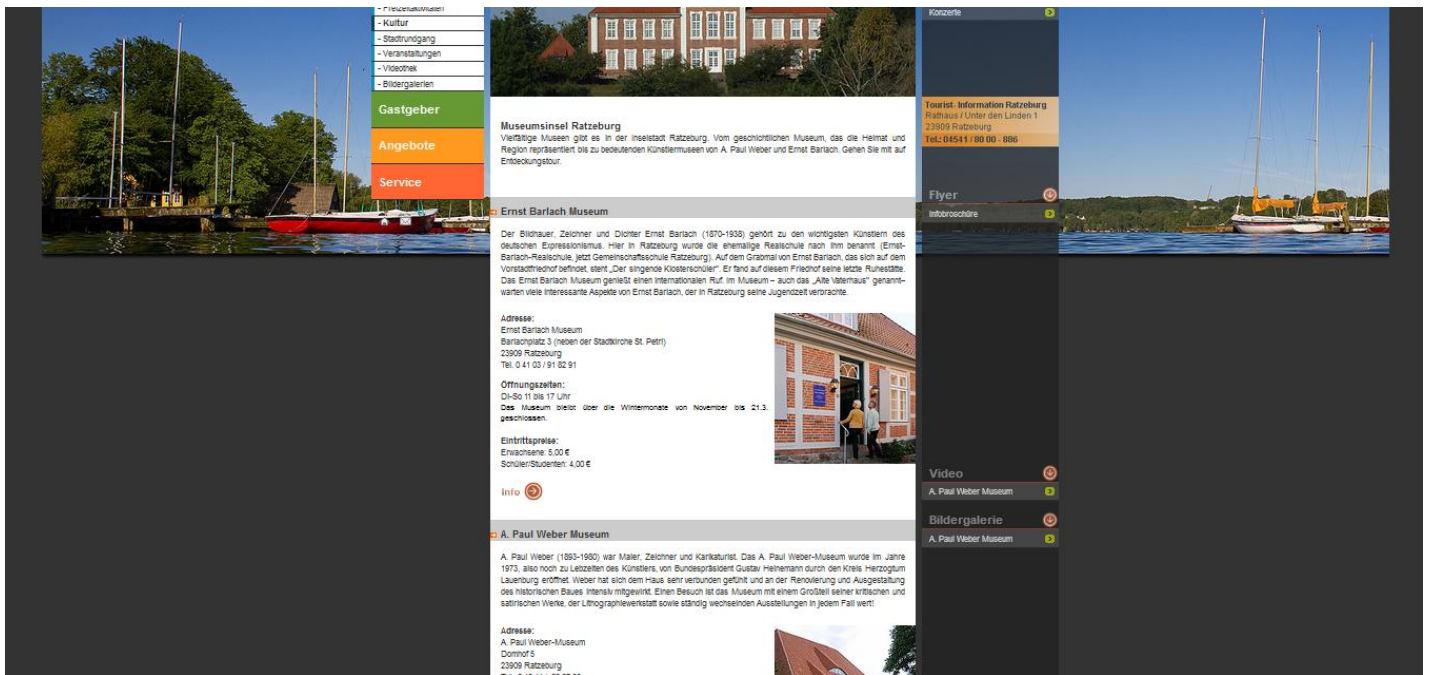 - Freizeitaktivitäten
- Kultur
- Stadtrundgang
- Veranstaltungen
- Videothek
- Bildergalerien
Gastgeber
Angebote
Service
Museumsinsel Ratzeburg
Vielfältige Museen gibt es in der Inselstadt Ratzeburg. Vom geschichtlichen Museum, das die Heimat und
Region repräsentiert bis zu bedeutenden Künstlermuseen von A. Paul Weber und Ernst Barlach. Gehen Sie mit auf
Entdeckungstour.
Ernst Barlach Museum
Der Bildhauer, Zeichner und Dichter Ernst Barlach (1870-1938) gehört zu den wichtigsten Künstlern des
deutschen Expressionismus. Hier in Ratzeburg wurde die ehemalige Realschule nach ihm benannt (Ernst-
Barlach-Realschule, jetzt Gemeinschaftsschule Ratzeburg). Auf dem Grabmal von Ernst Barlach, das sich auf dem
Vorstadtfriedhof befindet, steht „Der singende Klosterschüler". Er fand auf diesem Friedhof seine letzte Ruhestätte.
Das Ernst Barlach Museum genießt einen internationalen Ruf. Im Museum – auch das „Alte Vaterhaus" genannt–
warten viele interessante Aspekte von Ernst Barlach, der in Ratzeburg seine Jugendzeit verbrachte.
Adresse:
Ernst Barlach Museum
Barlachplatz 3 (neben der Stadtkirche St. Petri)
23909 Ratzeburg
Tel. 0 41 03 / 91 82 91
Öffnungszeiten:
Di-So 11 bis 17 Uhr
Das Museum bleibt über die Wintermonate von November bis 21.3.
geschlossen.
Eintrittspreise:
Erwachsene: 5,00 €
Schüler/Studenten: 4,00 €
Info
A. Paul Weber Museum
A. Paul Weber (1893-1980) war Maler, Zeichner und Karikaturist. Das A. Paul Weber-Museum wurde im Jahre
1973, also noch zu Lebzeiten des Künstlers, von Bundespräsident Gustav Heinemann durch den Kreis Herzogtum
Lauenburg eröffnet. Weber hat sich dem Haus sehr verbunden gefühlt und an der Renovierung und Ausgestaltung
des historischen Baues intensiv mitgewirkt. Einen Besuch ist das Museum mit einem Großteil seiner kritischen und
satirischen Werke, der Lithographiewerkstatt sowie ständig wechselnden Ausstellungen in jedem Fall wert!
Adresse:
A. Paul Weber-Museum
Domhof 5
23909 Ratzeburg
Konzerte
Tourist- Information Ratzeburg
Rathaus / Unter den Linden 1
23909 Ratzeburg
Tel.: 04541 / 80 00 - 886
Flyer
Infobroschüre
Video
A. Paul Weber Museum
Bildergalerie
A. Paul Weber Museum